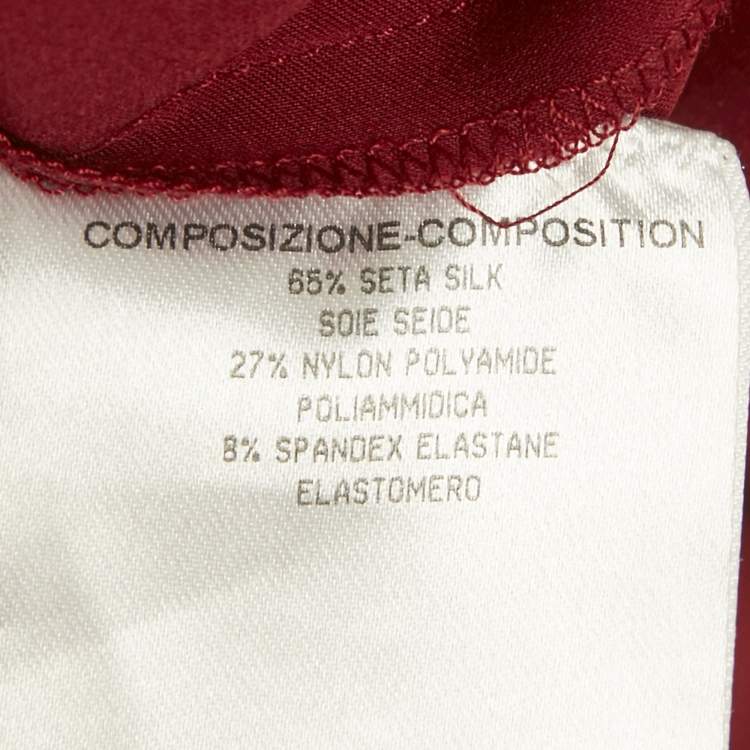 COMPOSIZIONE-COMPOSITION
65% SETA SILK
SOIE SEIDE
27% NYLON POLYAMIDE
POLIAMMIDICA
8% SPANDEX ELASTANE
ELASTOMERO